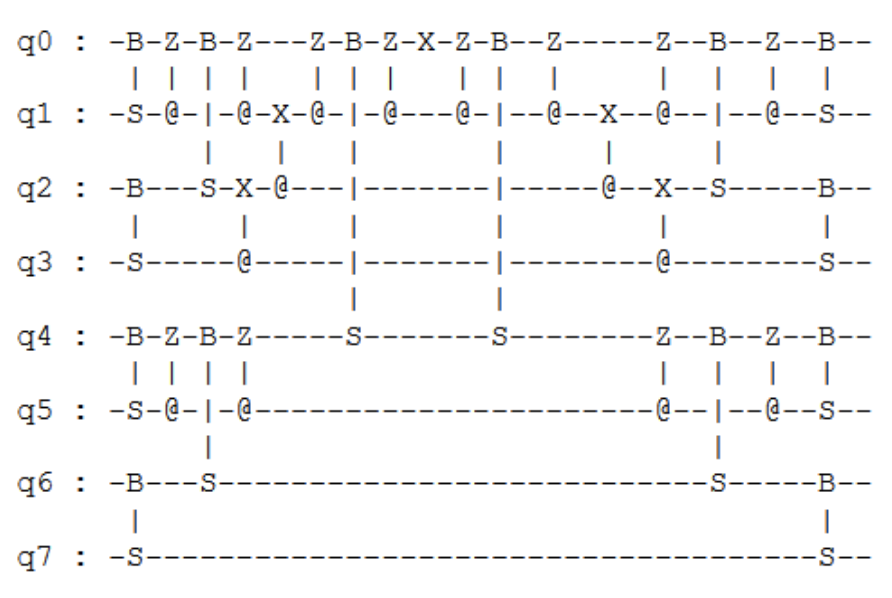 q0 : -B-Z-B-Z---Z-B-Z-X-Z-B--Z-----Z--B--Z--B--
      | | | |   | | |   | |  |     |  |  |  |
q1 : -S-@-|-@-X-@-|-@---@-|--@--X--@--|--@--S--
          |   |   |       |     |     |
q2 : -B---S-X-@---|-------|-----@--X--S-----B--
      |     |     |       |        |        |
q3 : -S-----@-----|-------|--------@--------S--
                  |       |
q4 : -B-Z-B-Z-----S-------S--------Z--B--Z--B--
      | | | |                      |  |  |  |
q5 : -S-@-|-@----------------------@--|--@--S--
          |                           |
q6 : -B---S---------------------------S-----B--
      |                                     |
q7 : -S-------------------------------------S--